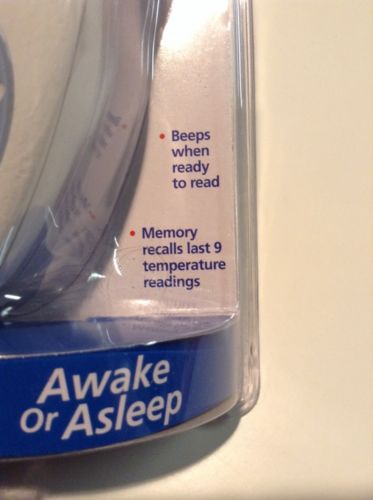 • Beeps
when
ready
to read
• Memory
recalls last 9
temperature
readings
Awake
or Asleep